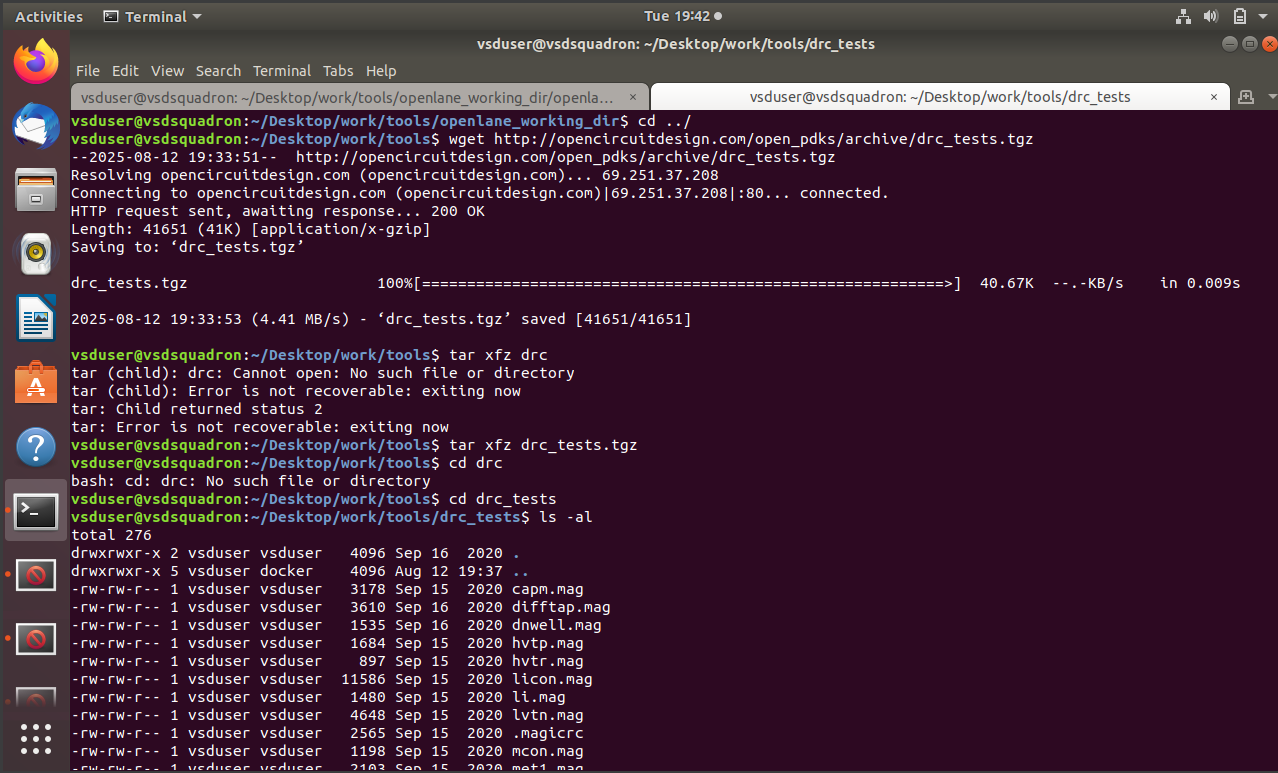 Activities Terminal Tue 19:42
vsduser@vsdsquadron: ~/Desktop/work/tools/drc_tests
File Edit View Search Terminal Tabs Help
vsduser@vsdsquadron: ~/Desktop/work/tools/openlane_working_dir/openla... × vsduser@vsdsquadron: ~/Desktop/work/tools/drc_tests ×
vsduser@vsdsquadron:~/Desktop/work/tools/openlane_working_dir$ cd ../
vsduser@vsdsquadron:~/Desktop/work/tools$ wget http://opencircuitdesign.com/open_pdks/archive/drc_tests.tgz
--2025-08-12 19:33:51-- http://opencircuitdesign.com/open_pdks/archive/drc_tests.tgz
Resolving opencircuitdesign.com (opencircuitdesign.com)... 69.251.37.208
Connecting to opencircuitdesign.com (opencircuitdesign.com)|69.251.37.208|:80... connected.
HTTP request sent, awaiting response... 200 OK
Length: 41651 (41K) [application/x-gzip]
Saving to: ‘drc_tests.tgz’
drc_tests.tgz 100%[==========================================================>] 40.67K --.-KB/s in 0.009s
2025-08-12 19:33:53 (4.41 MB/s) - ‘drc_tests.tgz’ saved [41651/41651]
vsduser@vsdsquadron:~/Desktop/work/tools$ tar xfz drc
tar (child): drc: Cannot open: No such file or directory
tar (child): Error is not recoverable: exiting now
tar: Child returned status 2
tar: Error is not recoverable: exiting now
vsduser@vsdsquadron:~/Desktop/work/tools$ tar xfz drc_tests.tgz
vsduser@vsdsquadron:~/Desktop/work/tools$ cd drc
bash: cd: drc: No such file or directory
vsduser@vsdsquadron:~/Desktop/work/tools$ cd drc_tests
vsduser@vsdsquadron:~/Desktop/work/tools/drc_tests$ ls -al
total 276
drwxrwxr-x 2 vsduser vsduser 4096 Sep 16 2020 .
drwxrwxr-x 5 vsduser docker 4096 Aug 12 19:37 ..
-rw-rw-r-- 1 vsduser vsduser 3178 Sep 15 2020 capm.mag
-rw-rw-r-- 1 vsduser vsduser 3610 Sep 16 2020 difftap.mag
-rw-rw-r-- 1 vsduser vsduser 1535 Sep 16 2020 dnwell.mag
-rw-rw-r-- 1 vsduser vsduser 1684 Sep 15 2020 hvtp.mag
-rw-rw-r-- 1 vsduser vsduser 897 Sep 15 2020 hvtr.mag
-rw-rw-r-- 1 vsduser vsduser 11586 Sep 15 2020 licon.mag
-rw-rw-r-- 1 vsduser vsduser 1480 Sep 15 2020 li.mag
-rw-rw-r-- 1 vsduser vsduser 4648 Sep 15 2020 lvtn.mag
-rw-rw-r-- 1 vsduser vsduser 2565 Sep 15 2020 .magicrc
-rw-rw-r-- 1 vsduser vsduser 1198 Sep 15 2020 mcon.mag
-rw-rw-r-- 1 vsduser vsduser 2103 Sep 15 2020 met1.mag